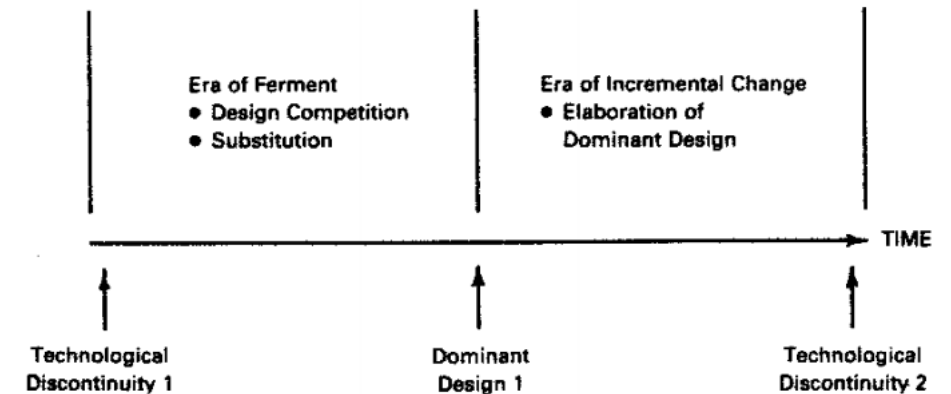 Era of Ferment
• Design Competition
• Substitution
Era of Incremental Change
• Elaboration of
Dominant Design
TIME
Technological
Discontinuity 1
Dominant
Design 1
Technological
Discontinuity 2